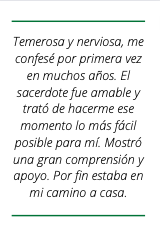 Temerosa y nerviosa, me
confesé por primera vez
en muchos años. El
sacerdote fue amable y
trató de hacerme ese
momento lo más fácil
posible para mí. Mostró
una gran comprensión y
apoyo. Por fin estaba en
mi camino a casa.